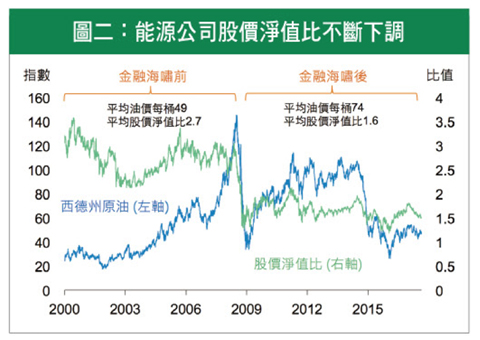 圖二：能源公司股價淨值比不斷下調
指數
金融海嘯前
金融海嘯後
比值
160
140
120
100
80
60
40
20
0
平均油價每桶49
平均股價淨值比2.7
平均油價每桶74
平均股價淨值比1.6
4
3.5
3
2.5
2
1.5
1
0.5
0
西德州原油 (左軸)
股價淨值比 (右軸)
2000
2003
2006
2009
2012
2015